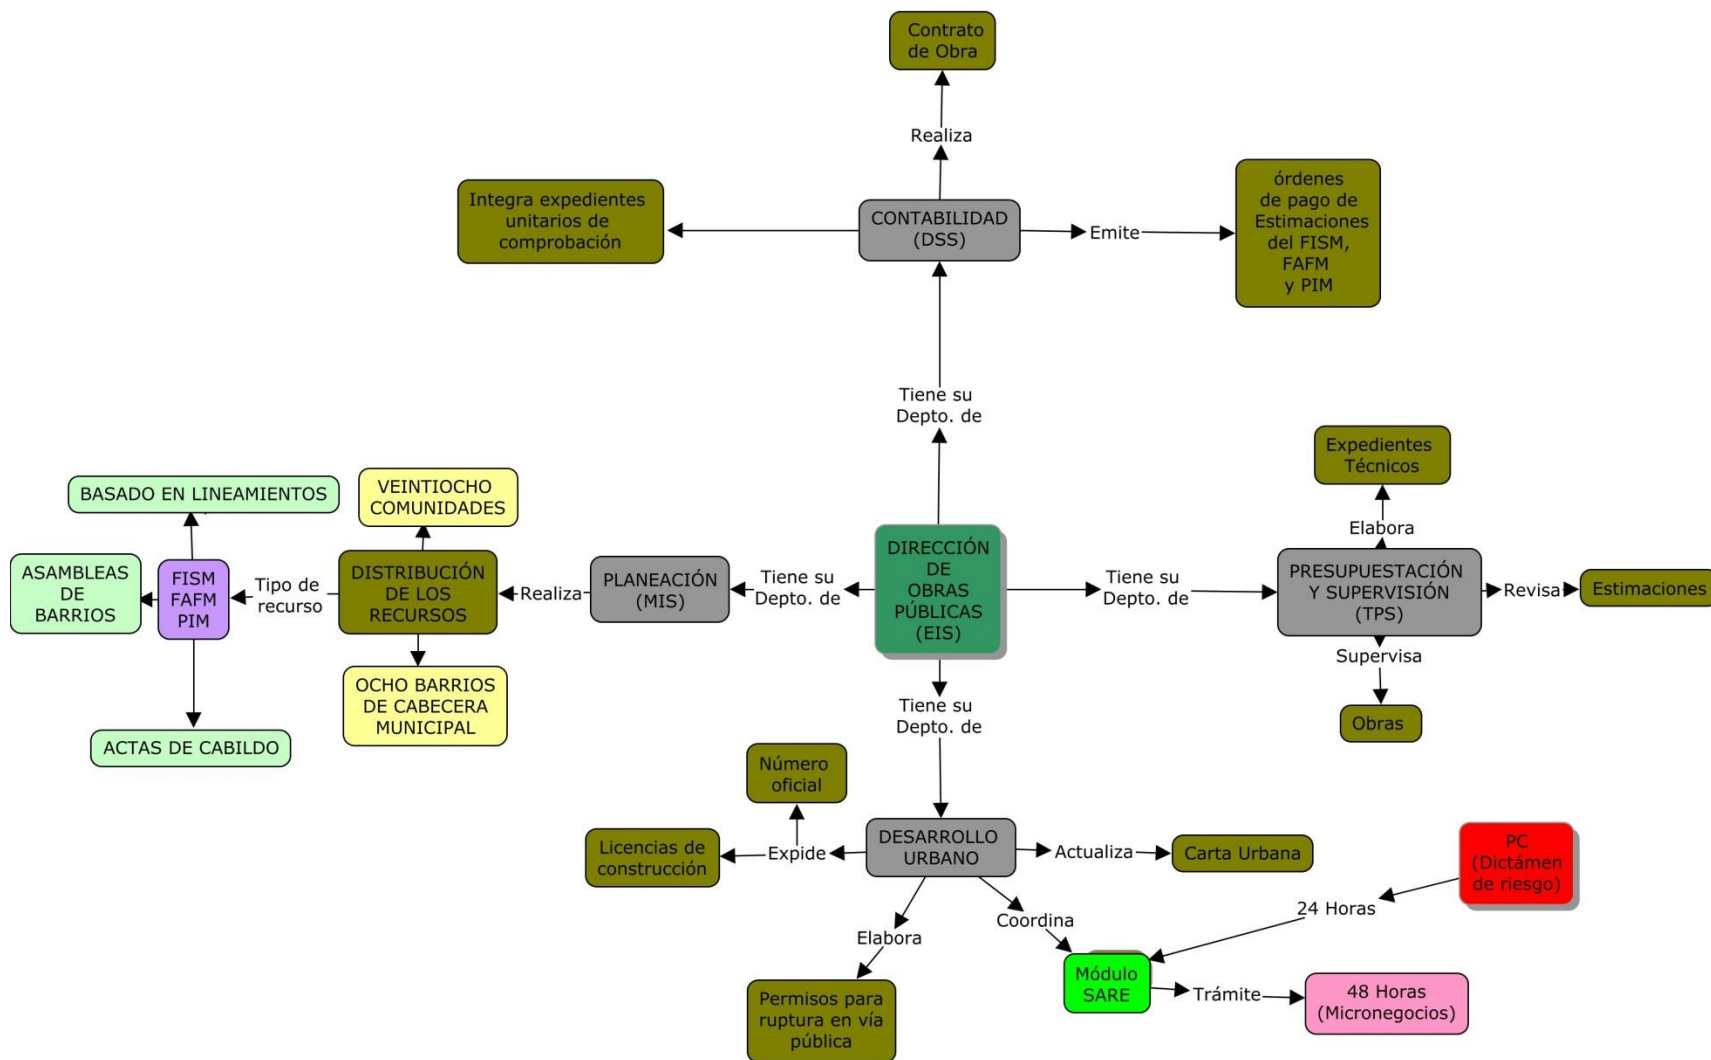 Contrato
de Obra
Realiza
Integra expedientes
unitarios de
comprobación
CONTABILIDAD
(DSS)
Emite
órdenes
de pago de
Estimaciones
del FISM,
FAFM
y PIM
Tiene su
Depto. de
Expedientes
Técnicos
Elabora
BASADO EN LINEAMIENTOS
VEINTIOCHO
COMUNIDADES
ASAMBLEAS
DE
BARRIOS
FISM
FAFM
PIM
Tipo de
recurso
DISTRIBUCIÓN
DE LOS
RECURSOS
Realiza
PLANEACIÓN
(MIS)
Tiene su
Depto. de
DIRECCIÓN
DE
OBRAS
PÚBLICAS
(EIS)
Tiene su
Depto. de
PRESUPUESTACIÓN
Y SUPERVISIÓN
(TPS)
Revisa
Estimaciones
Supervisa
Obras
OCHO BARRIOS
DE CABECERA
MUNICIPAL
ACTAS DE CABILDO
Tiene su
Depto. de
Número
oficial
Licencias de
construcción
Expide
DESARROLLO
URBANO
Actualiza
Carta Urbana
PC
(Dictámen
de riesgo)
24 Horas
Coordina
Elabora
Permisos para
ruptura en vía
pública
Módulo
SARE
Trámite
48 Horas
(Micronegocios)